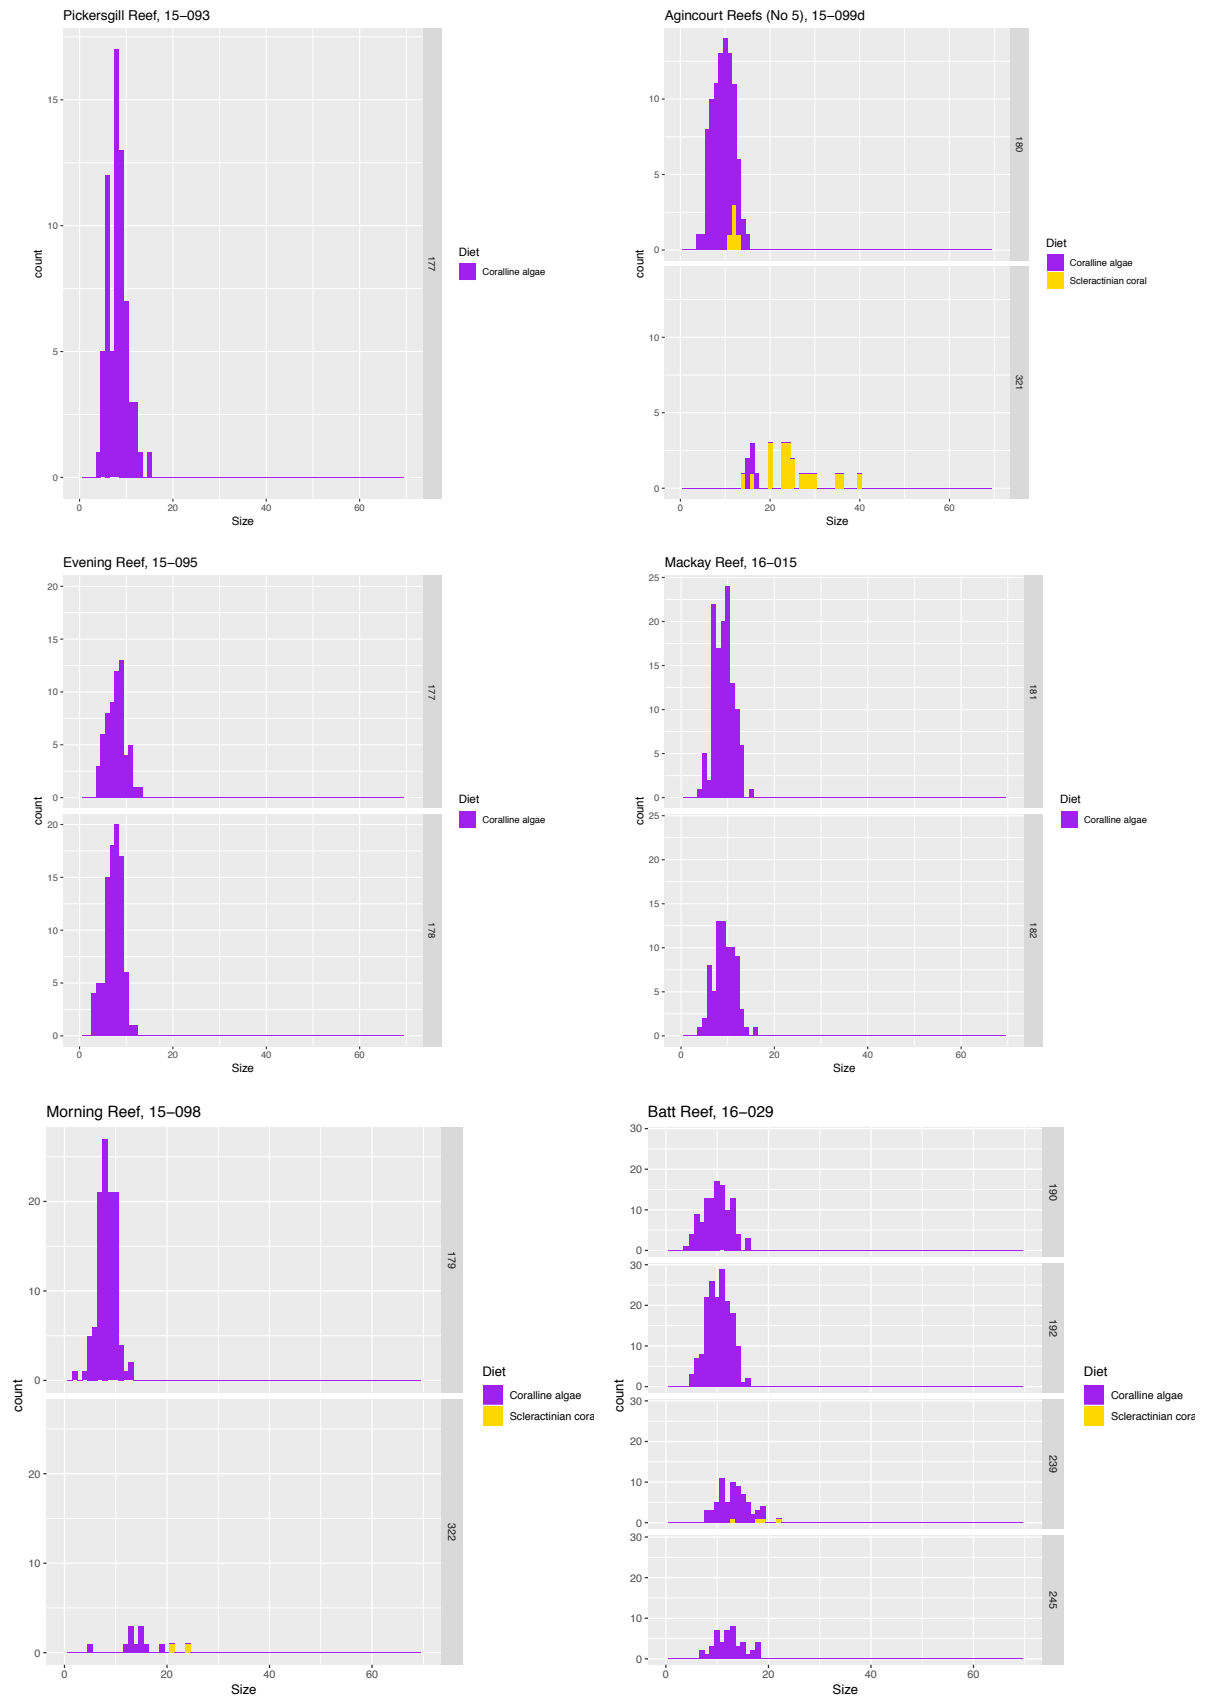 Pickersgill Reef, 15−093
15
10
5
0
count
177
0 20 40 60
Size
Diet
Coralline algae
Agincourt Reefs (No 5), 15−099d
10
5
0
180
10
5
0
321
count
0 20 40 60
Size
Diet
Coralline algae
Scleractinian coral
Evening Reef, 15−095
20
15
10
5
0
177
20
15
10
5
0
178
count
0 20 40 60
Size
Diet
Coralline algae
Mackay Reef, 16−015
25
20
15
10
5
0
181
25
20
15
10
5
0
182
count
0 20 40 60
Size
Diet
Coralline algae
Morning Reef, 15−098
20
10
0
179
20
10
0
322
count
0 20 40 60
Size
Diet
Coralline algae
Scleractinian cora
Batt Reef, 16−029
30
20
10
0
190
30
20
10
0
192
30
20
10
0
239
30
20
10
0
245
count
0 20 40 60
Size
Diet
Coralline algae
Scleractinian cora